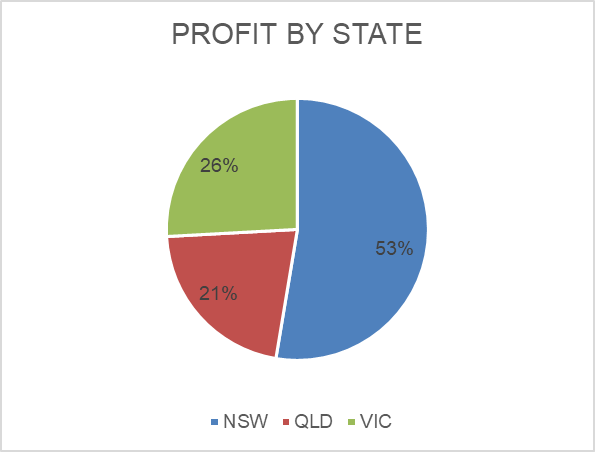 PROFIT BY STATE
26%
53%
21%
NSW QLD VIC